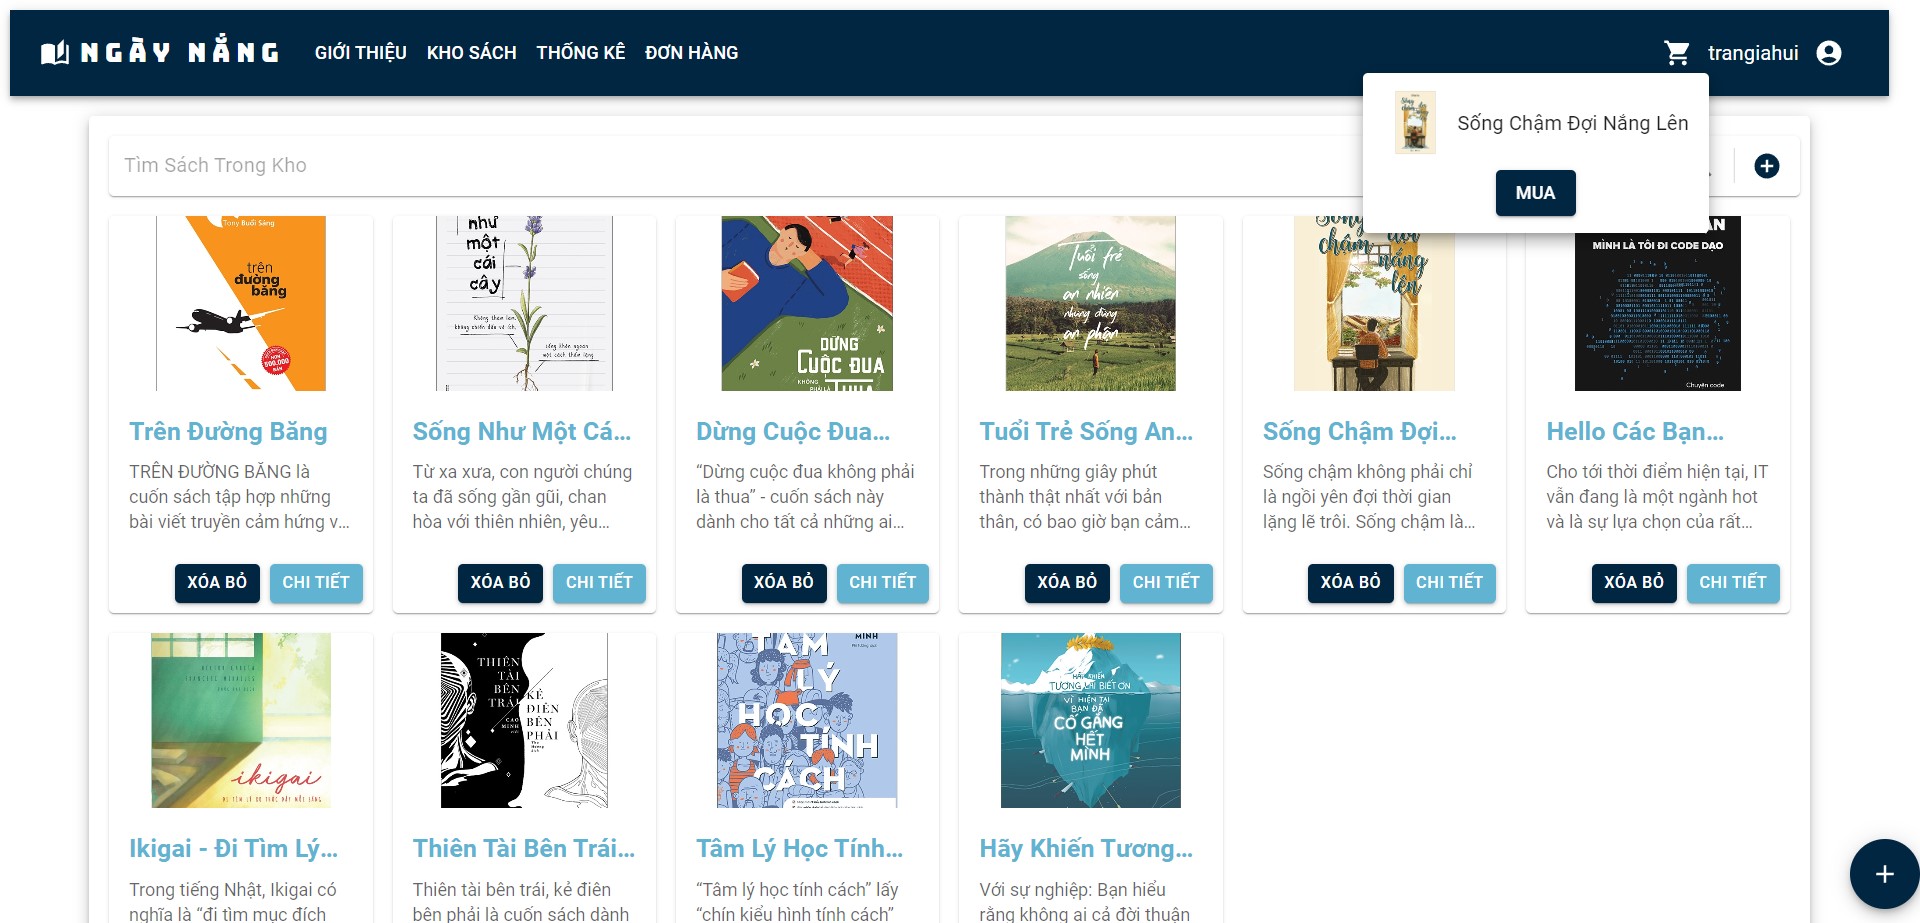 NGÀY NẮNG
GIỚI THIỆU KHO SÁCH THỐNG KÊ ĐƠN HÀNG
trangiahui
Sống Chậm Đợi Nắng Lên
MUA
Tìm Sách Trong Kho
Tony Buổi Sáng
trên
đường
băng
Trên Đường Băng
TRÊN ĐƯỜNG BĂNG là
cuốn sách tập hợp những
bài viết truyền cảm hứng v...
XÓA BỎ CHI TIẾT
như
một
cái
cây
Sống Như Một Cá...
Từ xa xưa, con người chúng
ta đã sống gần gũi, chan
hòa với thiên nhiên, yêu...
XÓA BỎ CHI TIẾT
DỪNG
CUỘC ĐUA
KHÔNG
PHẢI LÀ
THUA
Dừng Cuộc Đua...
“Dừng cuộc đua không phải
là thua” - cuốn sách này
dành cho tất cả những ai...
XÓA BỎ CHI TIẾT
Tuổi trẻ
sống
an nhiên
nhưng đừng
an phận
Tuổi Trẻ Sống An...
Trong những giây phút
thành thật nhất với bản
thân, có bao giờ bạn cảm...
XÓA BỎ CHI TIẾT
Sống
chậm
đợi
nắng
lên
Sống Chậm Đợi...
Sống chậm không phải chỉ
là ngồi yên đợi thời gian
lặng lẽ trôi. Sống chậm là...
XÓA BỎ CHI TIẾT
MÌNH LÀ TÔI ĐI CODE DẠO
Chuyện code
Hello Các Bạn...
Cho tới thời điểm hiện tại, IT
vẫn đang là một ngành hot
và là sự lựa chọn của rất...
XÓA BỎ CHI TIẾT
ikigai
Ikigai - Đi Tìm Lý...
Trong tiếng Nhật, Ikigai có
nghĩa là “đi tìm mục đích
THIÊN
TÀI
BÊN
TRÁI
KẺ
ĐIÊN
BÊN
PHẢI
CAO
MINH
Thiên Tài Bên Trái...
Thiên tài bên trái, kẻ điên
bên phải là cuốn sách dành
MINH
TÂM
LÝ
HỌC
TÍNH
CÁCH
Tâm Lý Học Tính...
“Tâm lý học tính cách” lấy
“chín kiểu hình tính cách”
HÃY KHIẾN
TƯƠNG LAI BIẾT ƠN
VÌ HIỆN TẠI
BẠN ĐÃ
CỐ GẮNG
HẾT
MÌNH
Hãy Khiến Tương...
Với sự nghiệp: Bạn hiểu
rằng không ai cả đời thuận